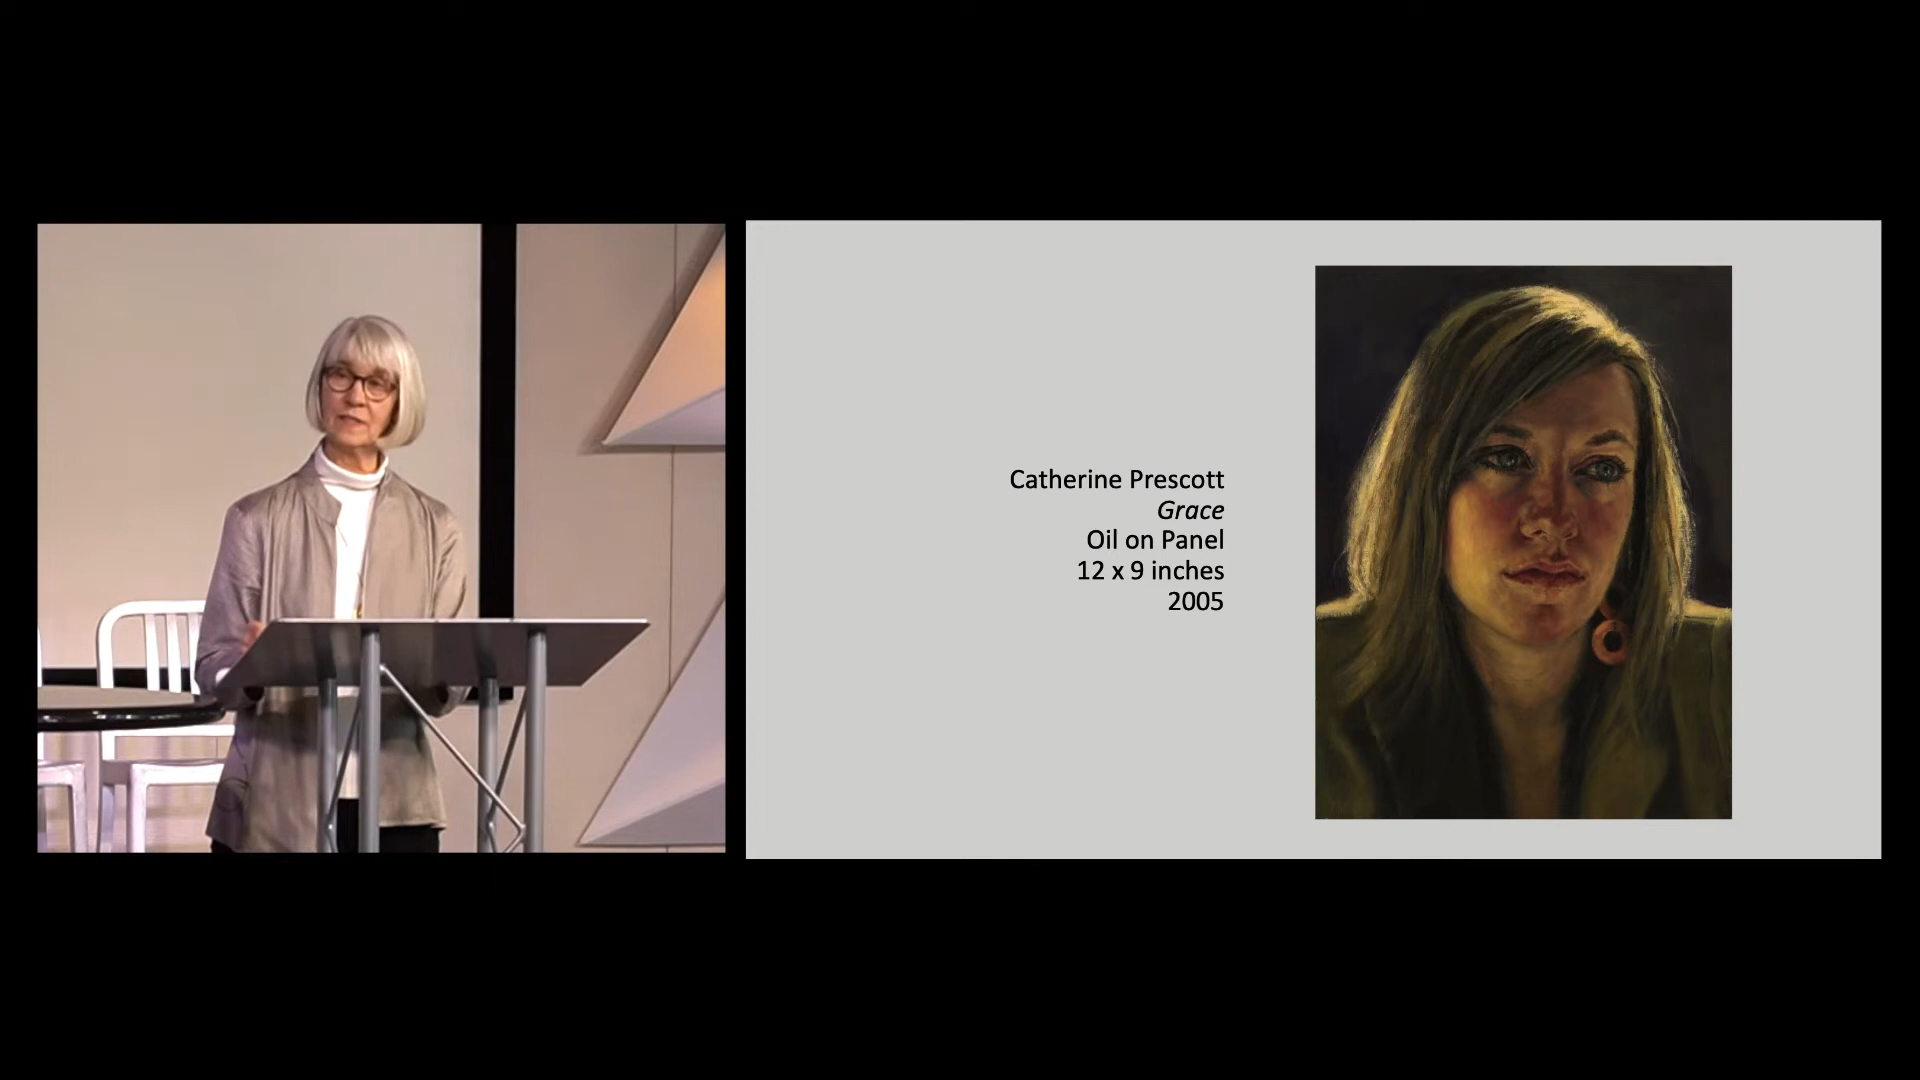 Catherine Prescott
Grace
Oil on Panel
12 x 9 inches
2005